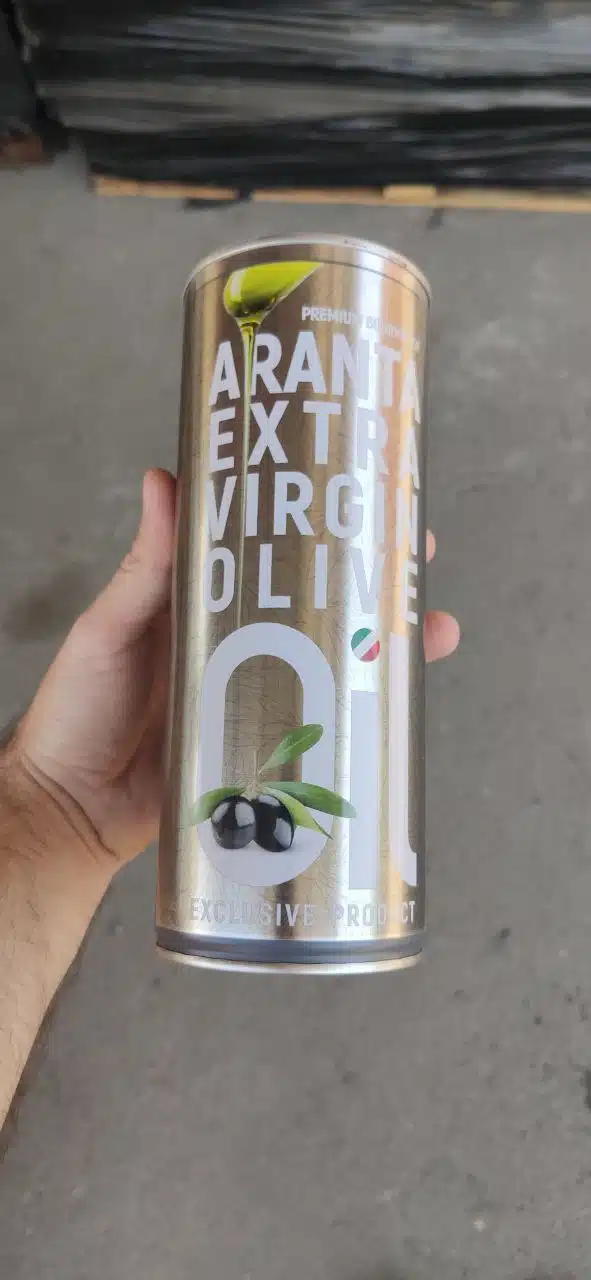 PREMIUM
ARANTA
EXTRA
VIRGIN
OLIVE
Oil
EXCLUSIVE PRODUCT